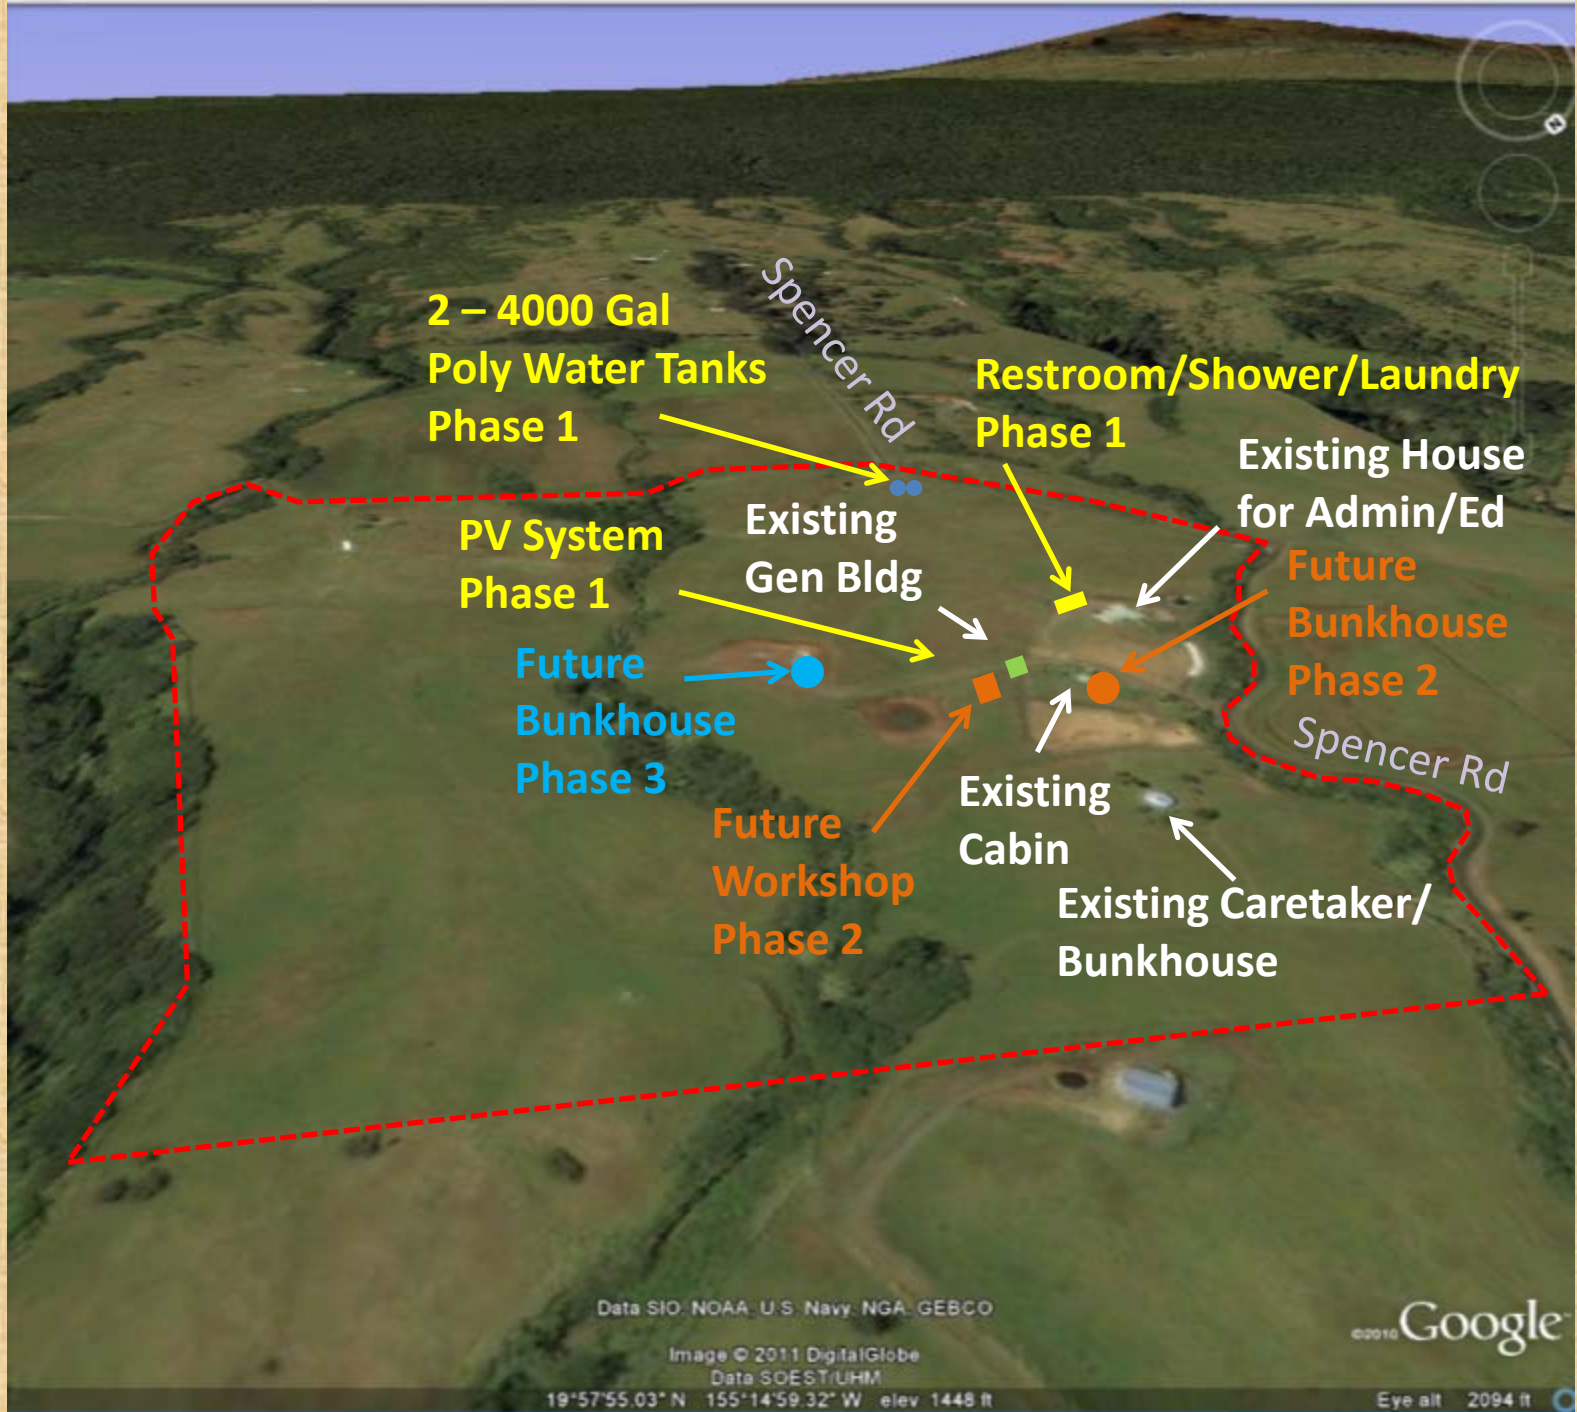 Spencer Rd
2 – 4000 Gal
Poly Water Tanks
Phase 1
Restroom/Shower/Laundry
Phase 1
Existing House
for Admin/Ed
Existing
Gen Bldg
PV System
Phase 1
Future
Bunkhouse
Phase 2
Future
Bunkhouse
Phase 3
Spencer Rd
Existing
Cabin
Future
Workshop
Phase 2
Existing Caretaker/
Bunkhouse
Data SIO, NOAA, U.S. Navy, NGA, GEBCO
©2010 Google
Image © 2011 DigitalGlobe
Data SOEST/UHM
19°57'55.03" N 155°14'59.32" W elev 1448 ft
Eye alt 2094 ft